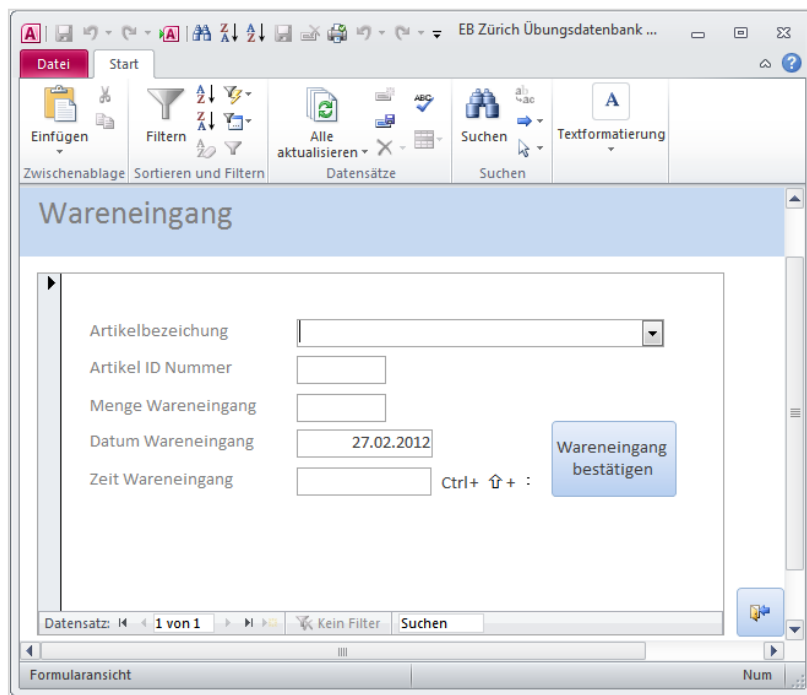 EB Zürich Übungsdatenbank ...
Datei Start
Einfügen Filtern Alle aktualisieren Suchen Textformatierung
Zwischenablage Sortieren und Filtern Datensätze Suchen
Wareneingang
Artikelbezeichung
Artikel ID Nummer
Menge Wareneingang
Datum Wareneingang 27.02.2012
Zeit Wareneingang Ctrl+ ⇧ + :
Wareneingang
bestätigen
Datensatz: 1 von 1 Kein Filter Suchen
Formularansicht Num